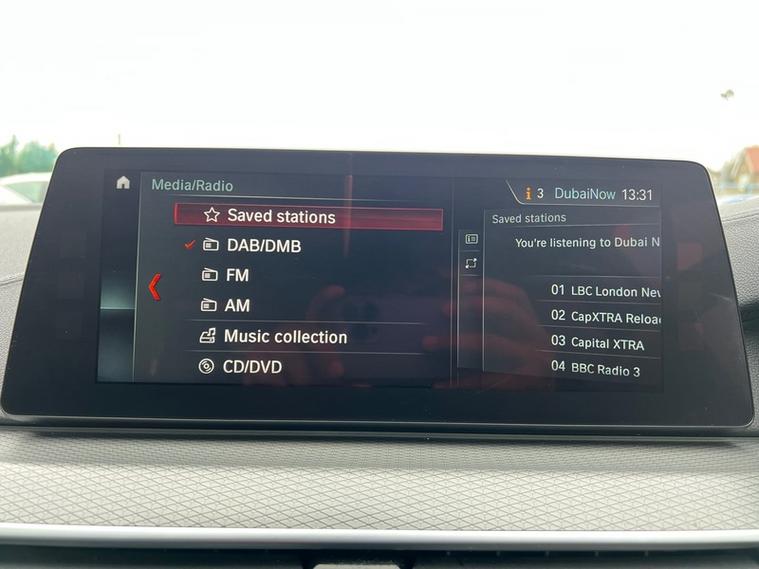 Media/Radio
3 DubaiNow 13:31
Saved stations
DAB/DMB
FM
AM
Music collection
CD/DVD
Saved stations
You're listening to Dubai N
01 LBC London Nev
02 CapXTRA Reloa
03 Capital XTRA
04 BBC Radio 3